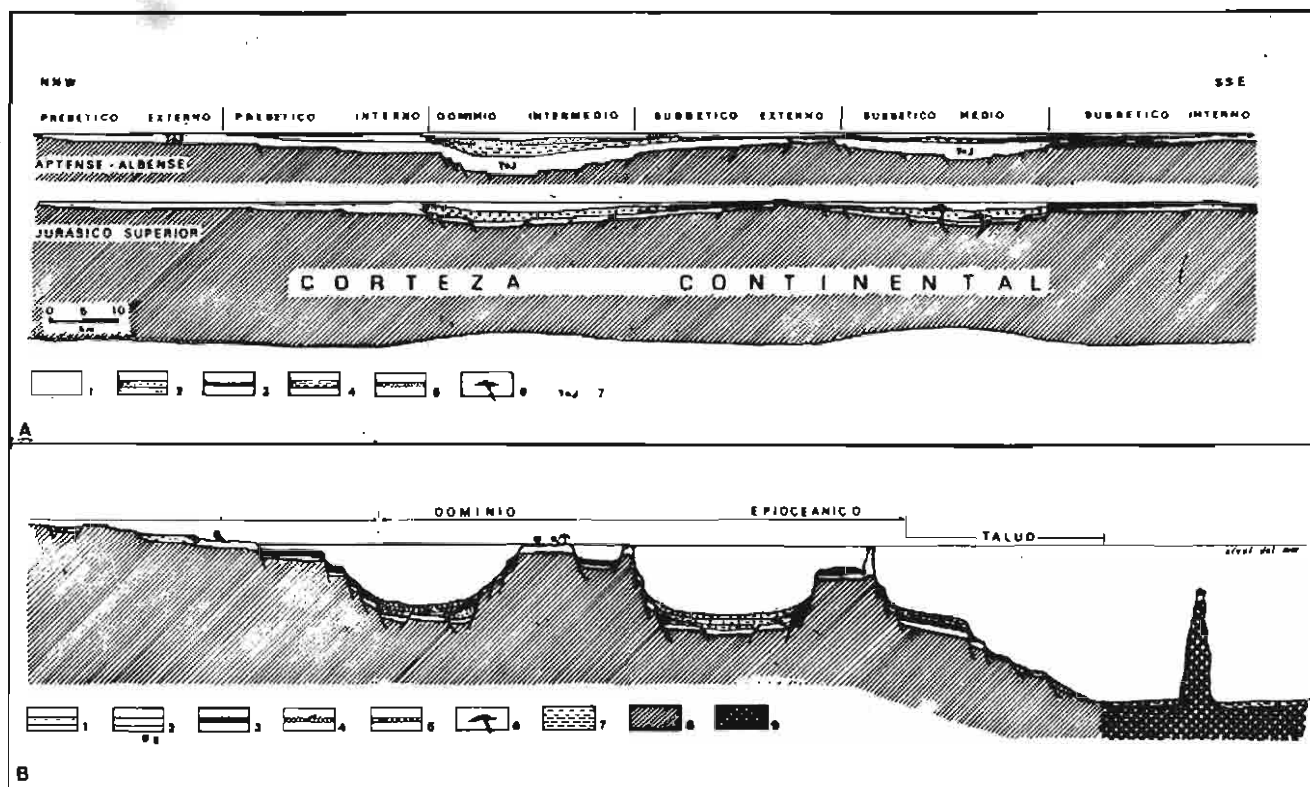 NNW SSE
PREBETICO EXTERNO PREBETICO INTERNO DOMINIO INTERMEDIO SUBBETICO EXTERNO SUBBETICO MEDIO SUBBETICO INTERNO
APTENSE - ALBENSE
JURASICO SUPERIOR
CORTEZA CONTINENTAL
0 5 10
km
1 2 3 4 5 6 7
A
DOMINIO EPIOCEANICO
TALUD
nivel del mar
1 2 3 4 5 6 7 8 9
B